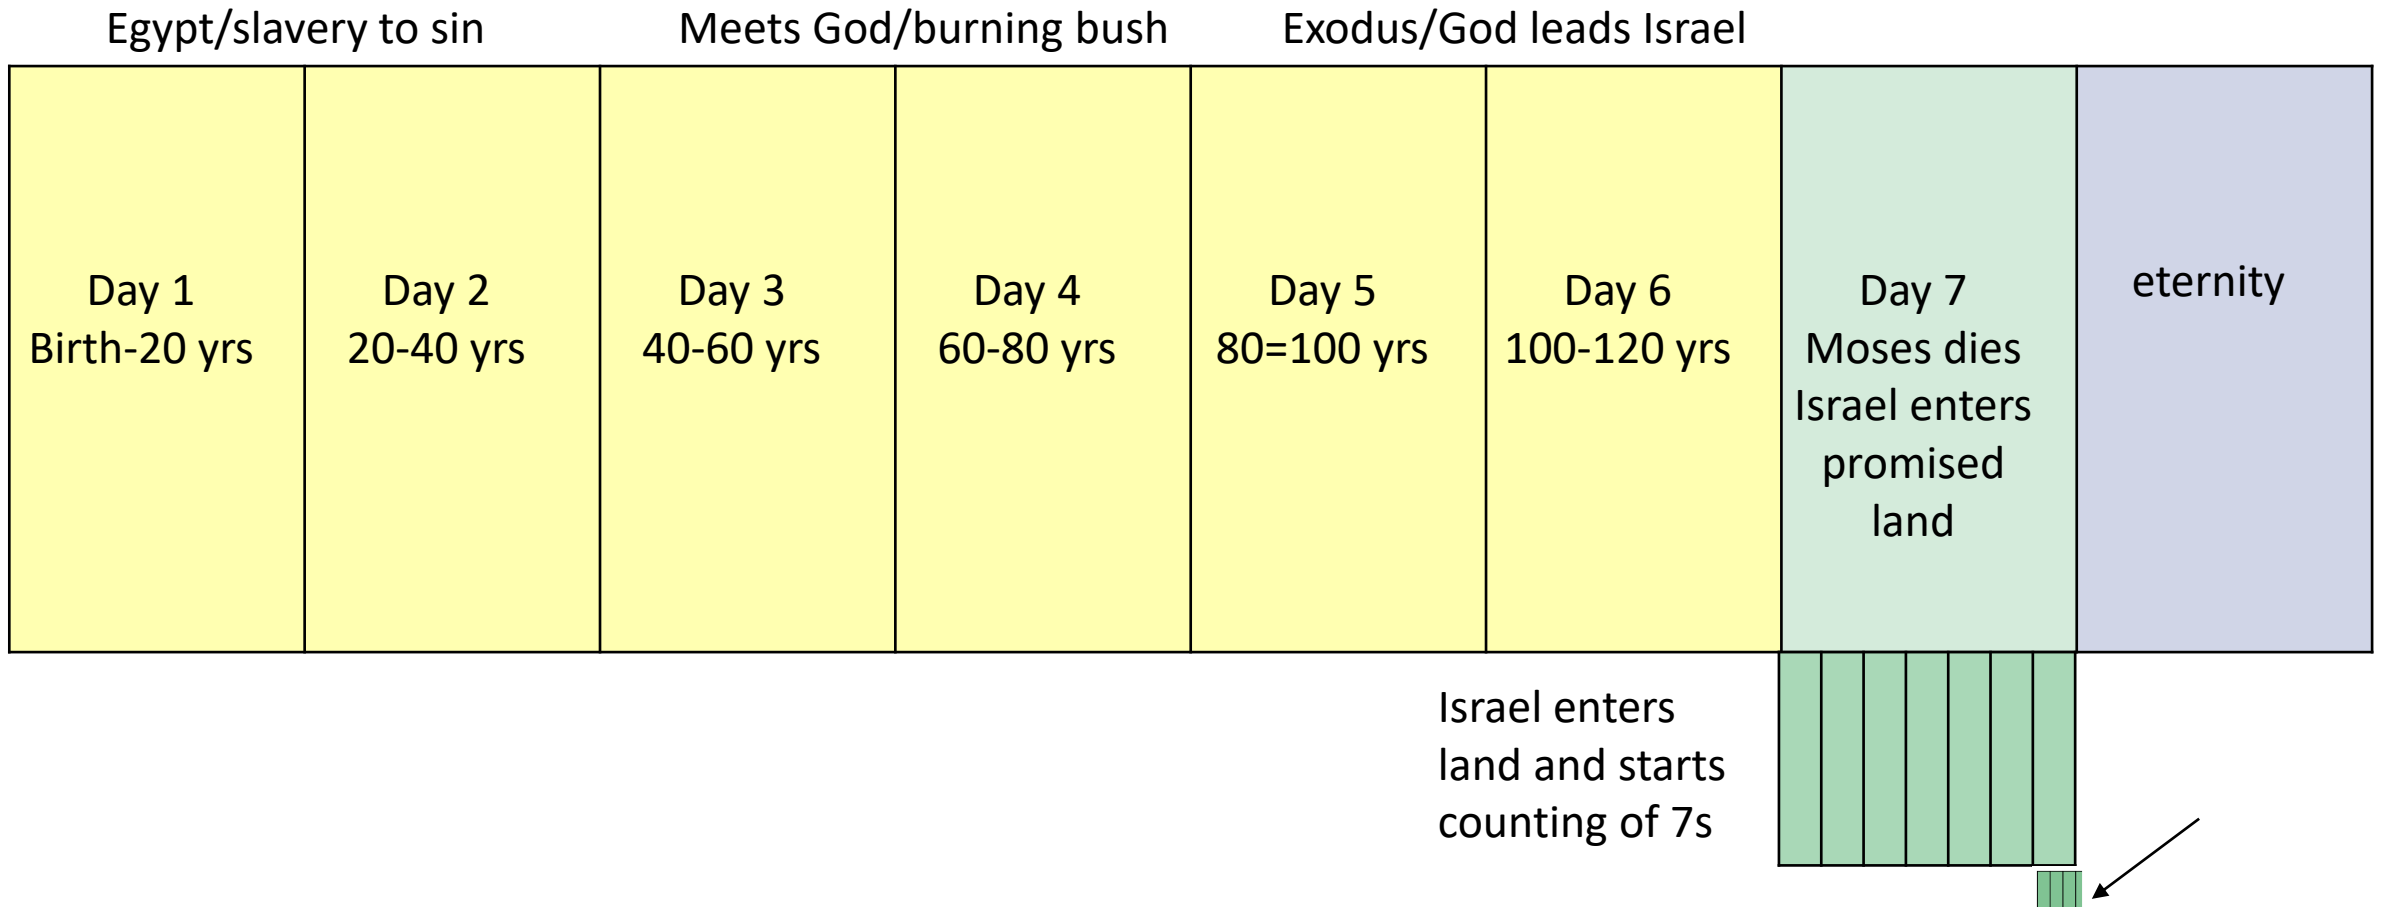 Egypt/slavery to sin
Meets God/burning bush
Exodus/God leads Israel
Day 1
Birth-20 yrs
Day 2
20-40 yrs
Day 3
40-60 yrs
Day 4
60-80 yrs
Day 5
80=100 yrs
Day 6
100-120 yrs
Day 7
Moses dies
Israel enters
promised
land
eternity
Israel enters
land and starts
counting of 7s